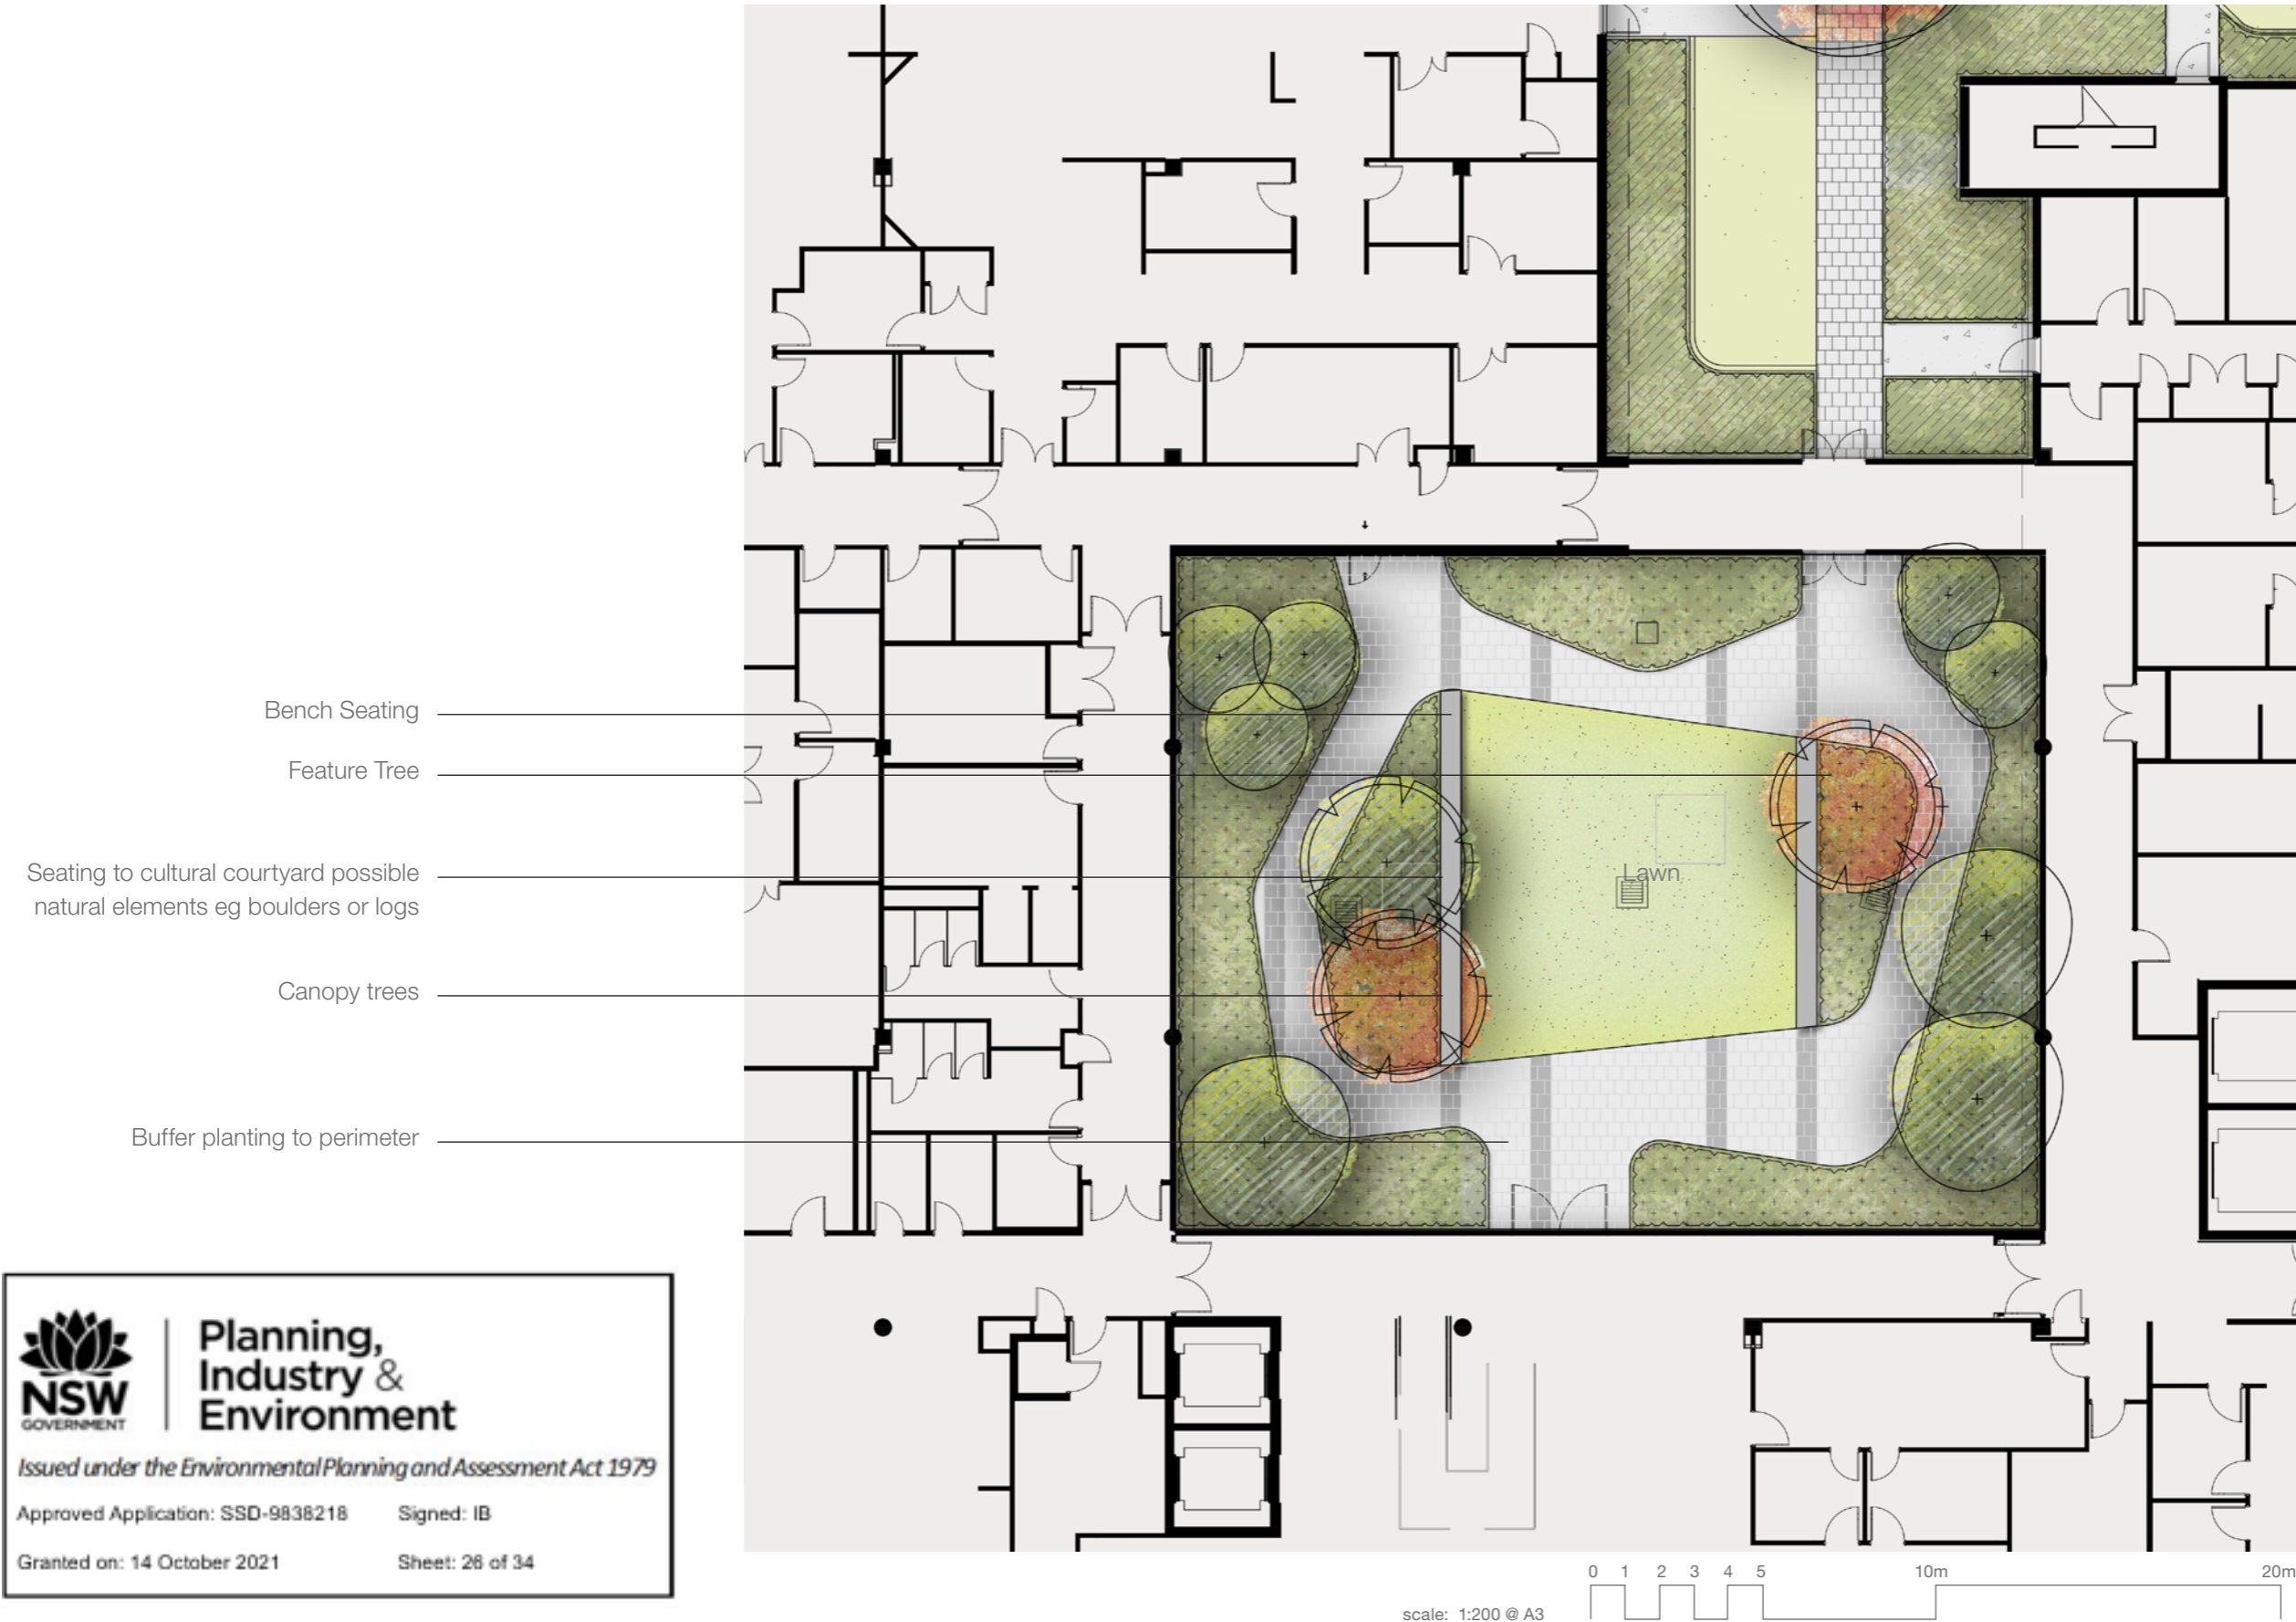 Bench Seating
Feature Tree
Seating to cultural courtyard possible
natural elements eg boulders or logs
Canopy trees
Buffer planting to perimeter
Lawn
NSW
GOVERNMENT
Planning,
Industry &
Environment
Issued under the Environmental Planning and Assessment Act 1979
Approved Application: SSD-9838218 Signed: IB
Granted on: 14 October 2021 Sheet: 26 of 34
scale: 1:200 @ A3
0 1 2 3 4 5 10m 20m